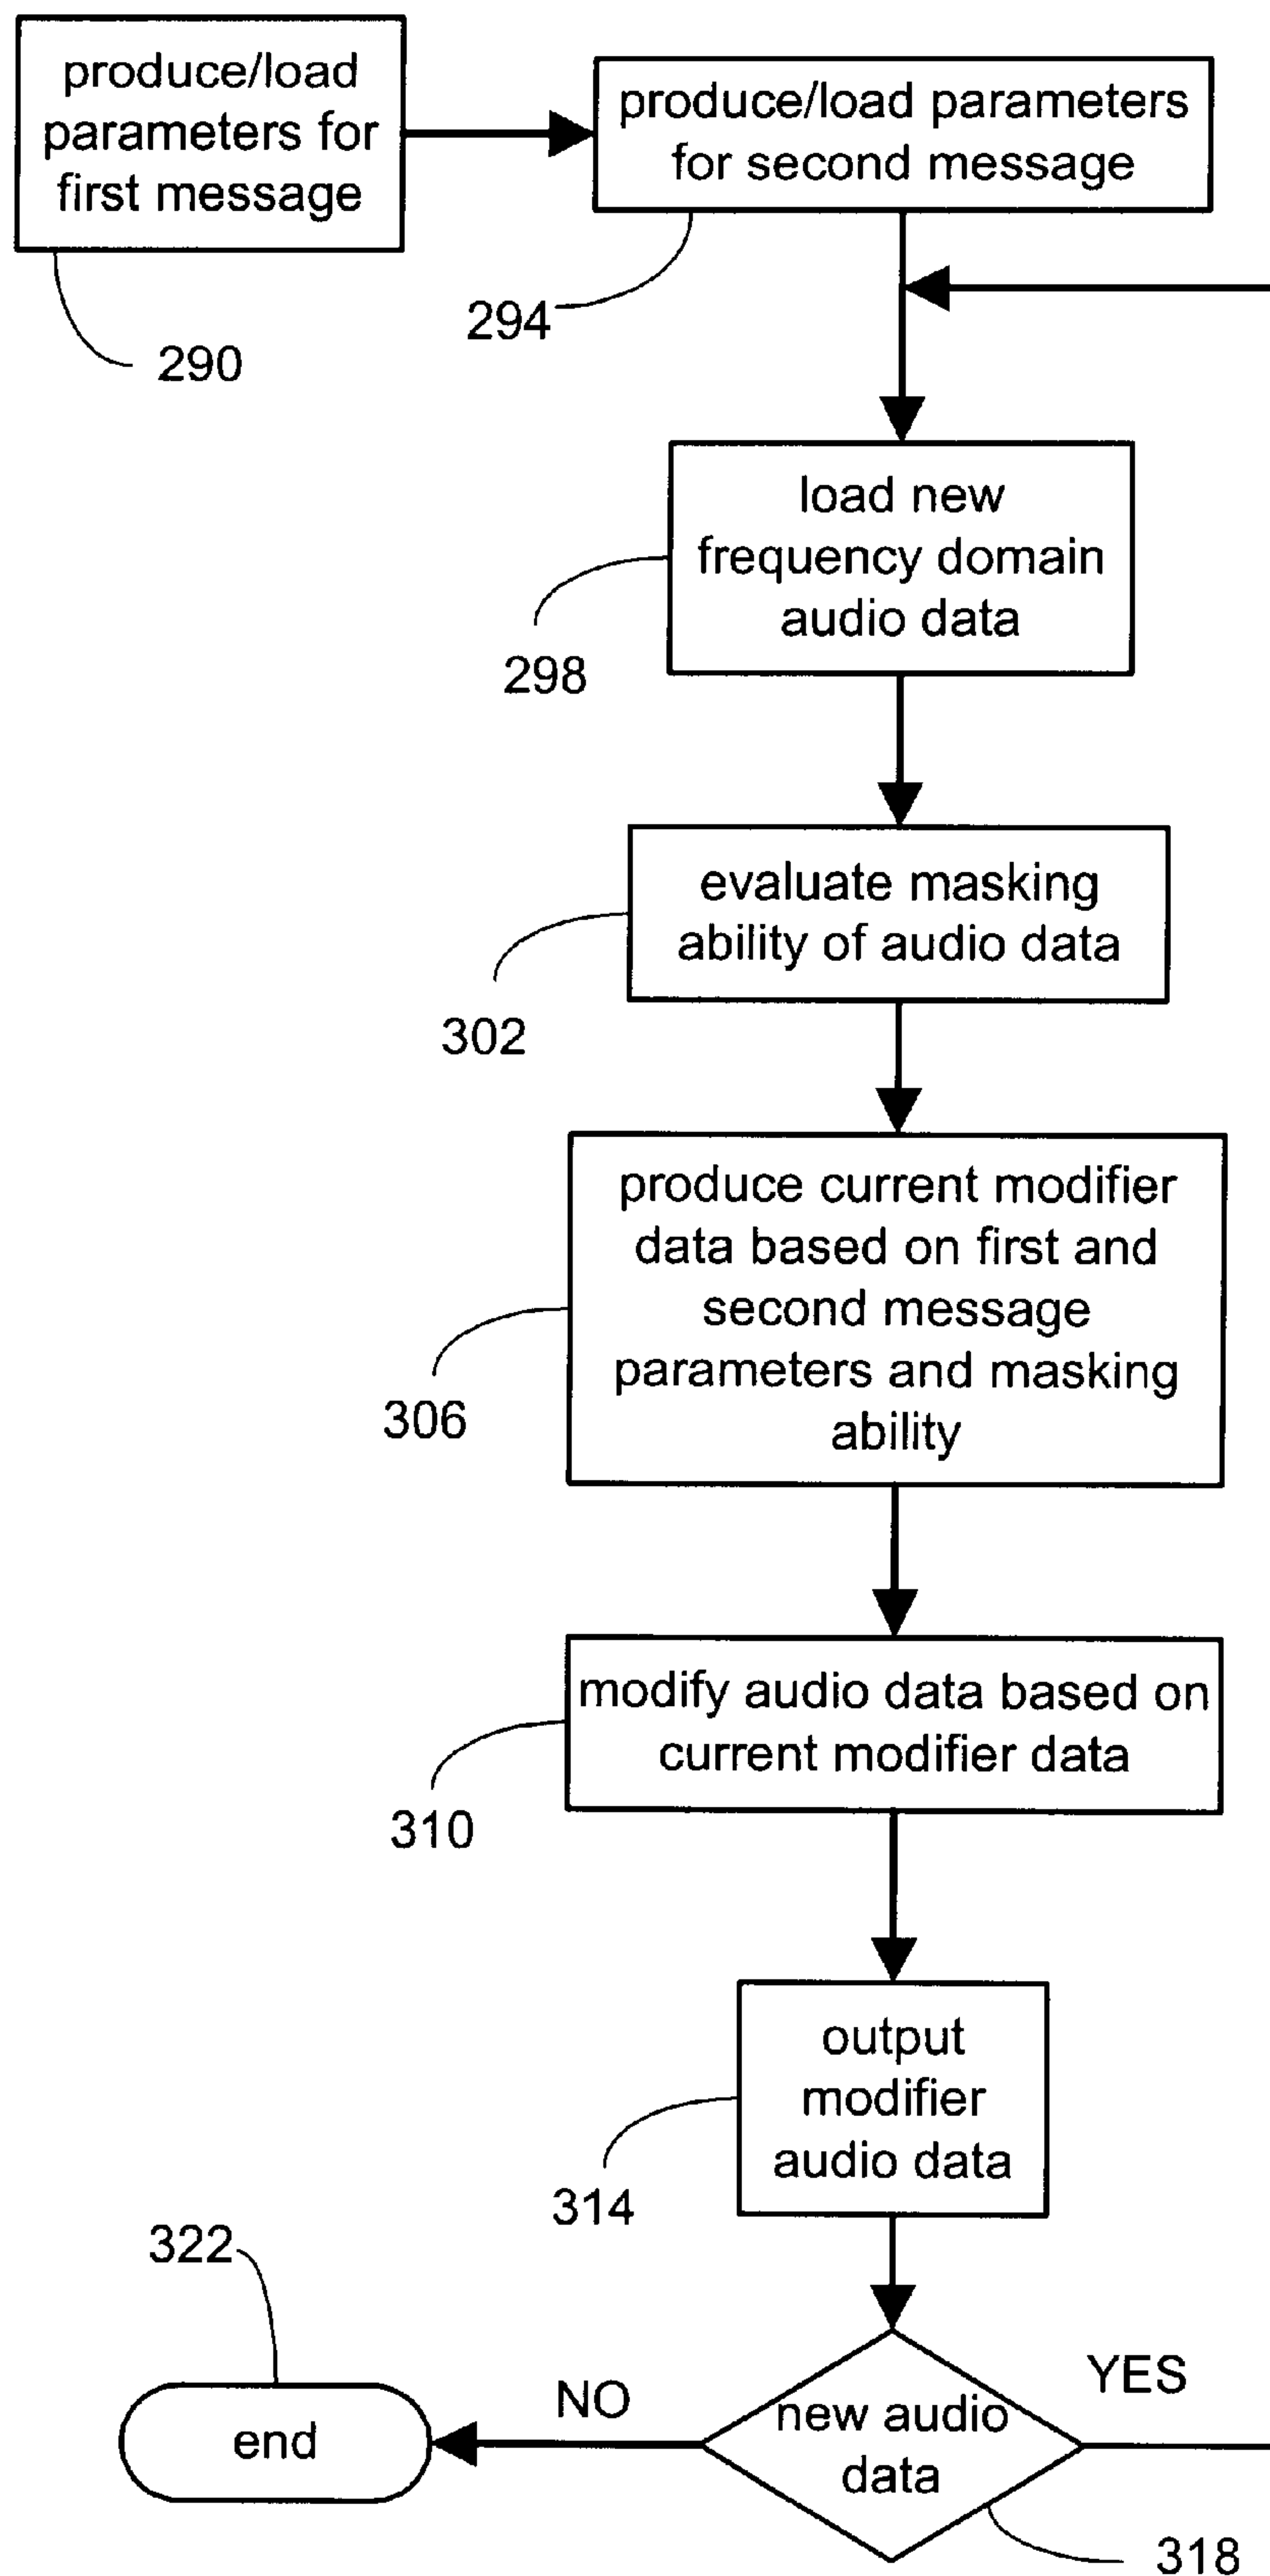 produce/load
parameters for
first message
290
produce/load parameters
for second message
294
load new
frequency domain
audio data
298
evaluate masking
ability of audio data
302
produce current modifier
data based on first and
second message
parameters and masking
ability
306
modify audio data based on
current modifier data
310
output
modifier
audio data
314
new audio
data
318
YES
NO
end
322